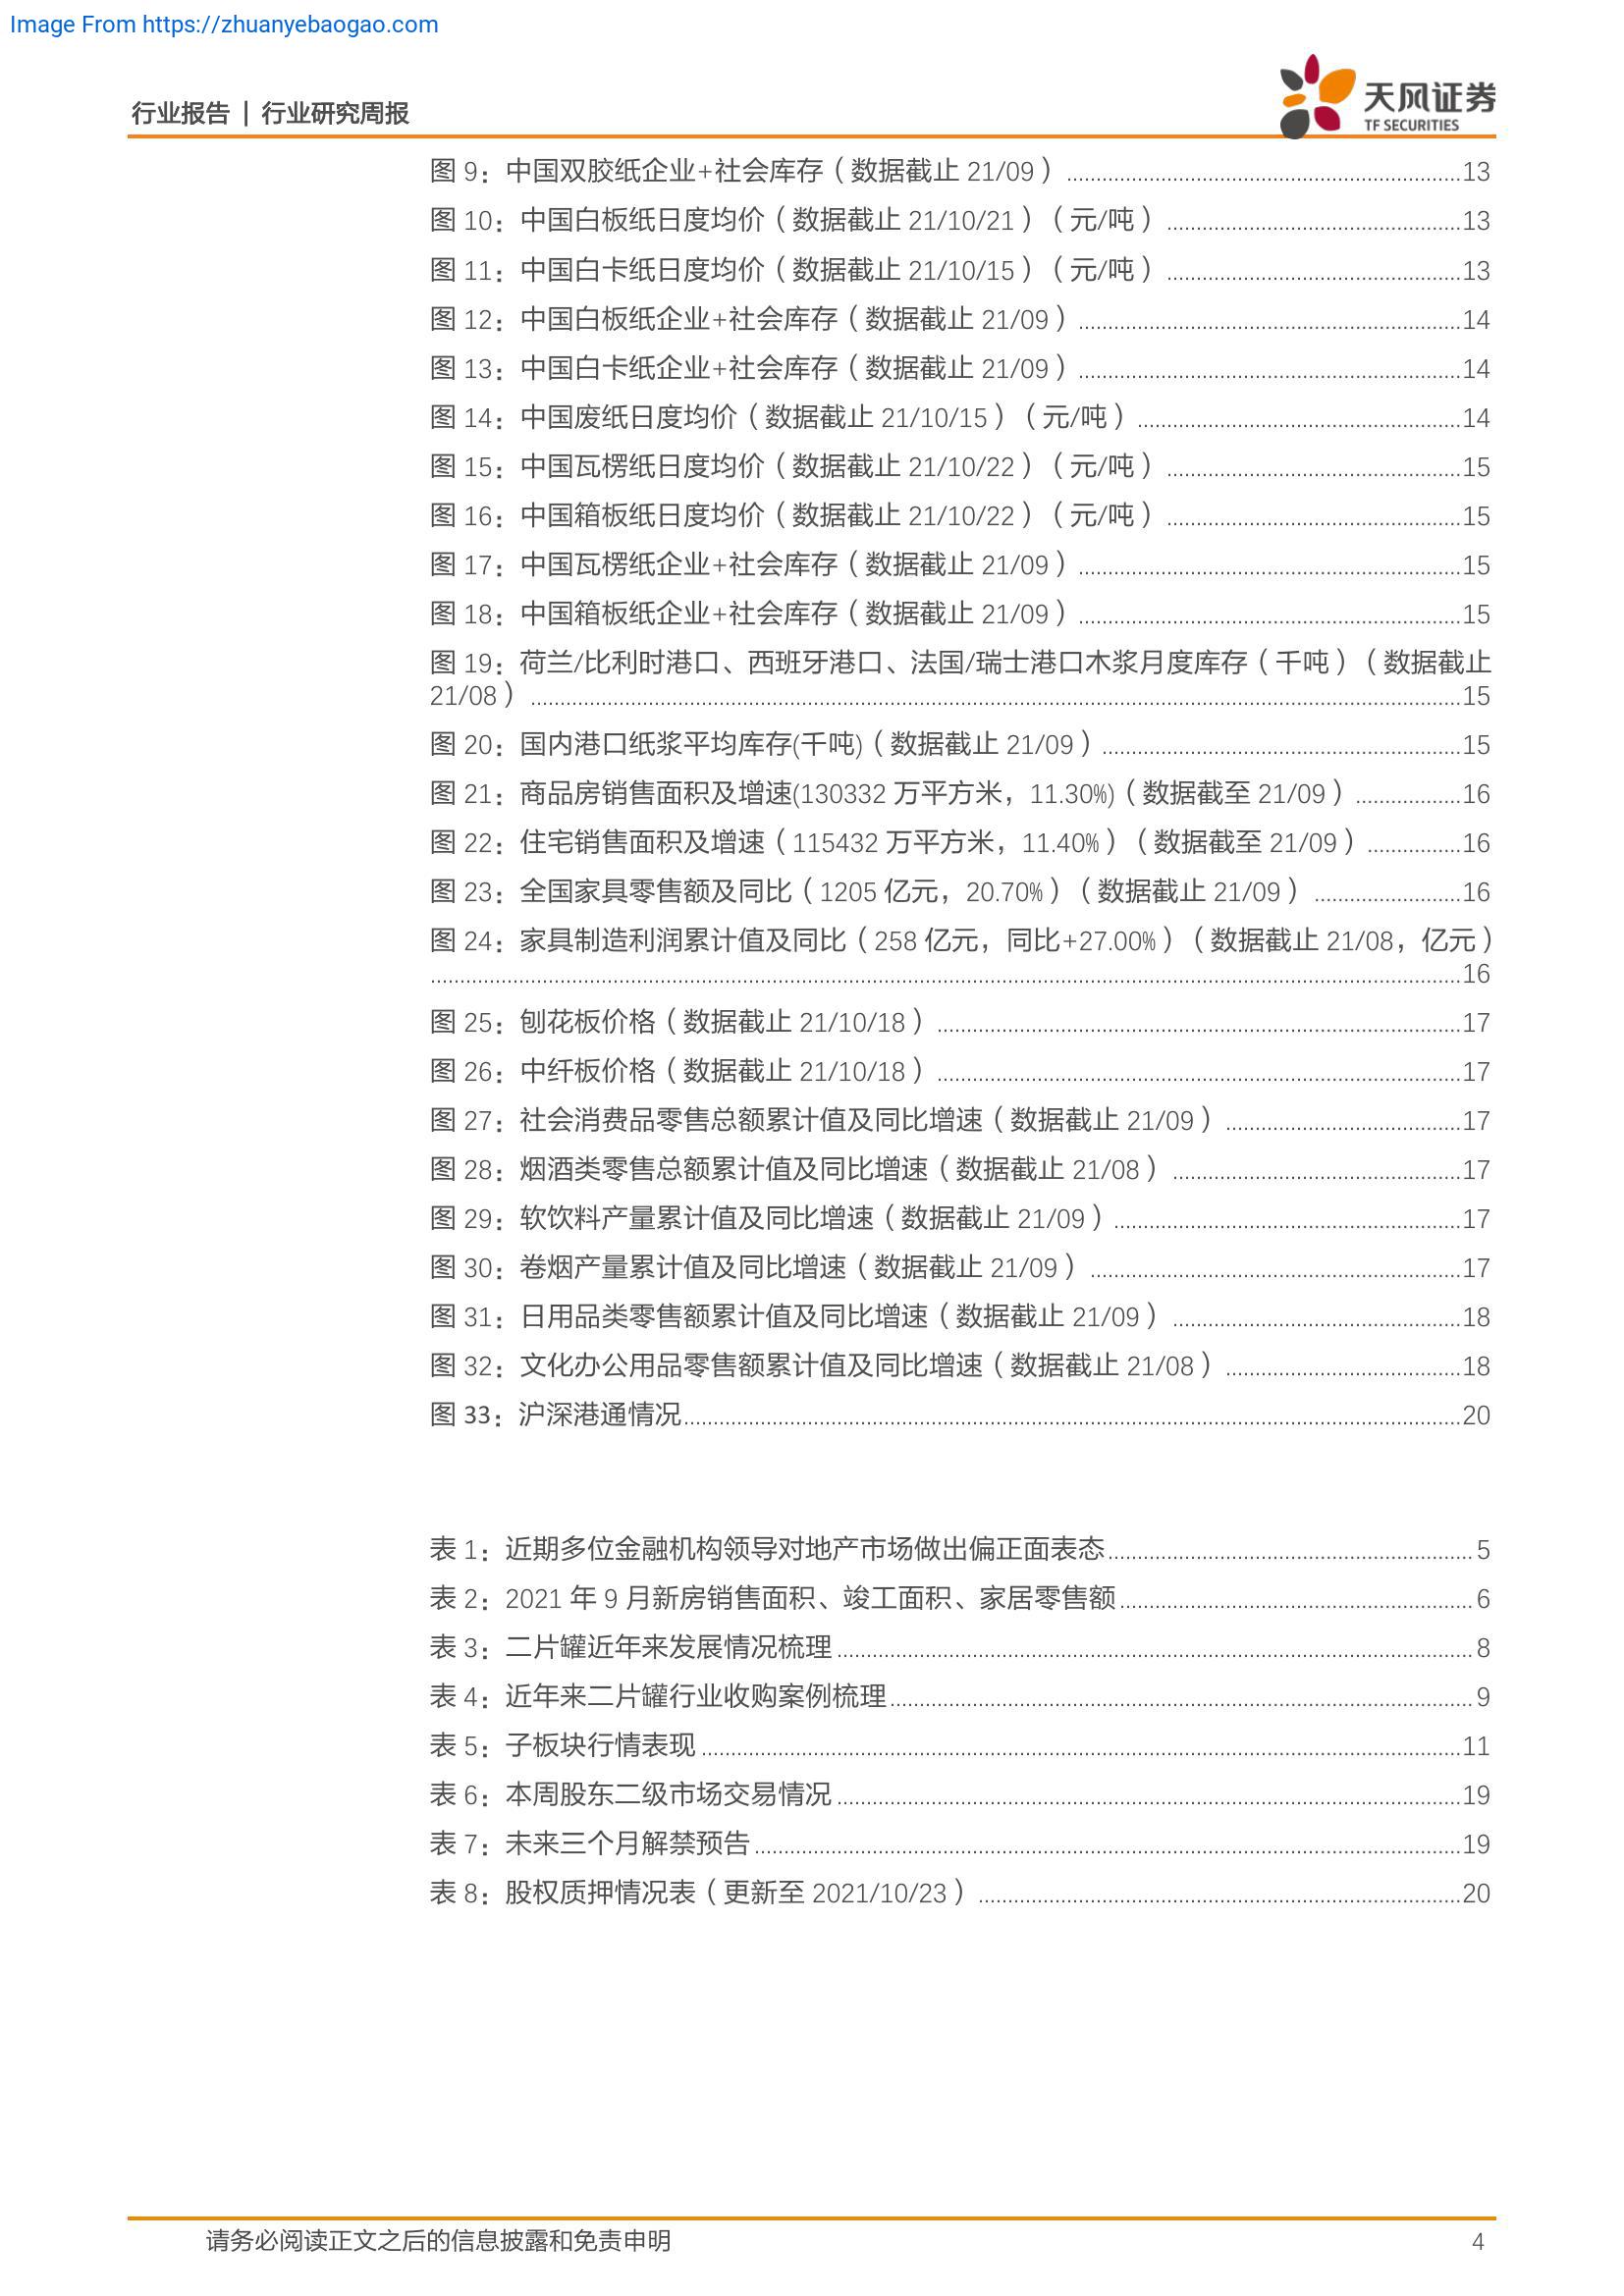 Image From https://zhuanyebaogao.com
行业报告 | 行业研究周报
天风证券
TF SECURITIES
图 9：中国双胶纸企业+社会库存（数据截止 21/09）........13
图 10：中国白板纸日度均价（数据截止 21/10/21）（元/吨）........13
图 11：中国白卡纸日度均价（数据截止 21/10/15）（元/吨）........13
图 12：中国白板纸企业+社会库存（数据截止 21/09）........14
图 13：中国白卡纸企业+社会库存（数据截止 21/09）........14
图 14：中国废纸日度均价（数据截止 21/10/15）（元/吨）........14
图 15：中国瓦楞纸日度均价（数据截止 21/10/22）（元/吨）........15
图 16：中国箱板纸日度均价（数据截止 21/10/22）（元/吨）........15
图 17：中国瓦楞纸企业+社会库存（数据截止 21/09）........15
图 18：中国箱板纸企业+社会库存（数据截止 21/09）........15
图 19：荷兰/比利时港口、西班牙港口、法国/瑞士港口木浆月度库存（千吨）（数据截止
21/08）........15
图 20：国内港口纸浆平均库存(千吨)（数据截止 21/09）........15
图 21：商品房销售面积及增速(130332 万平方米，11.30%)（数据截至 21/09）........16
图 22：住宅销售面积及增速（115432 万平方米，11.40%）（数据截至 21/09）........16
图 23：全国家具零售额及同比（1205 亿元，20.70%）（数据截止 21/09）........16
图 24：家具制造利润累计值及同比（258 亿元，同比+27.00%）（数据截止 21/08，亿元）
........16
图 25：刨花板价格（数据截止 21/10/18）........17
图 26：中纤板价格（数据截止 21/10/18）........17
图 27：社会消费品零售总额累计值及同比增速（数据截止 21/09）........17
图 28：烟酒类零售总额累计值及同比增速（数据截止 21/08）........17
图 29：软饮料产量累计值及同比增速（数据截止 21/09）........17
图 30：卷烟产量累计值及同比增速（数据截止 21/09）........17
图 31：日用品类零售额累计值及同比增速（数据截止 21/09）........18
图 32：文化办公用品零售额累计值及同比增速（数据截止 21/08）........18
图 33：沪深港通情况........20
表 1：近期多位金融机构领导对地产市场做出偏正面表态........5
表 2：2021 年 9 月新房销售面积、竣工面积、家居零售额........6
表 3：二片罐近年来发展情况梳理........8
表 4：近年来二片罐行业收购案例梳理........9
表 5：子板块行情表现........11
表 6：本周股东二级市场交易情况........19
表 7：未来三个月解禁预告........19
表 8：股权质押情况表（更新至 2021/10/23）........20
请务必阅读正文之后的信息披露和免责申明 4